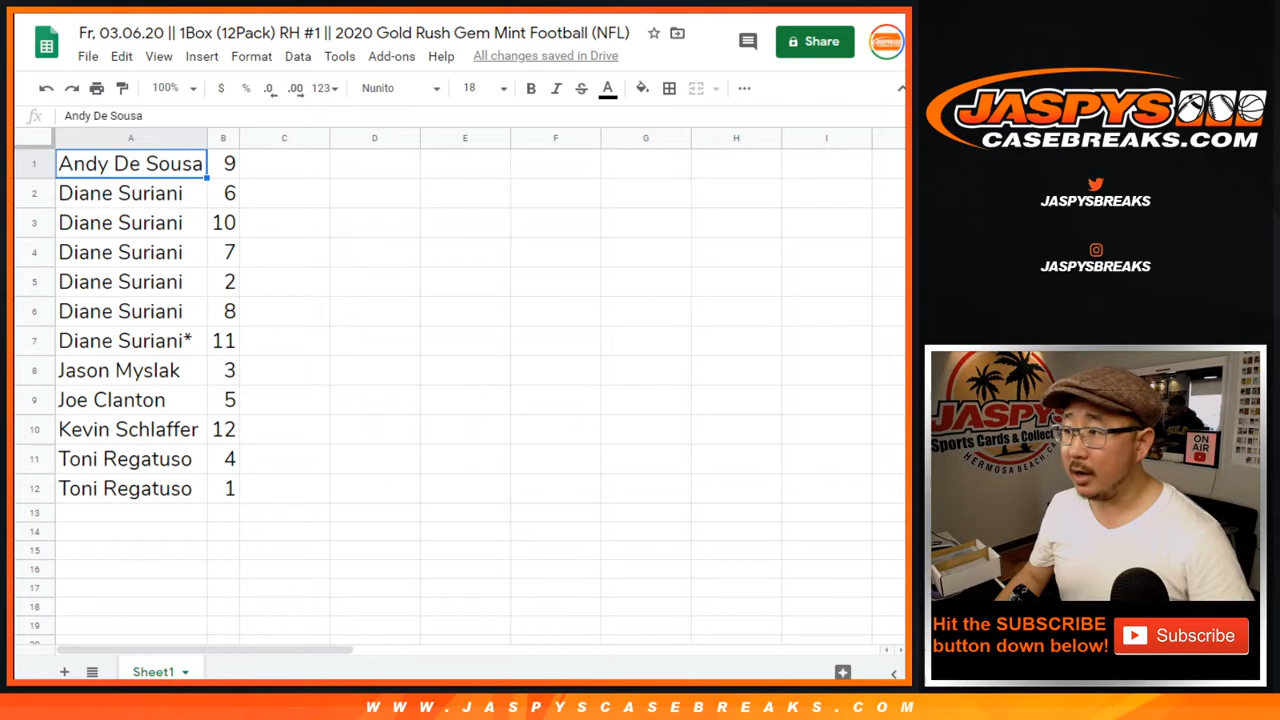 Fr, 03.06.20 || 1Box (12Pack) RH #1 || 2020 Gold Rush Gem Mint Football (NFL)
File Edit View Insert Format Data Tools Add-ons Help All changes saved in Drive
Share
100% $ % .0 .00 123 Nunito 18 B I S A
fx Andy De Sousa
A B C D E F G H I
1 Andy De Sousa 9
2 Diane Suriani 6
3 Diane Suriani 10
4 Diane Suriani 7
5 Diane Suriani 2
6 Diane Suriani 8
7 Diane Suriani* 11
8 Jason Myslak 3
9 Joe Clanton 5
10 Kevin Schlaffer 12
11 Toni Regatuso 4
12 Toni Regatuso 1
13
14
15
16
17
18
19
Sheet1
JASPYS
CASEBREAKS.COM
JASPYSBREAKS
JASPYSBREAKS
JASPYS
Sports Cards & Collect
HERMOSA BEACH, CA
ON
AIR
Hit the SUBSCRIBE
button down below!
Subscribe
WWW.JASPYSCASEBREAKS.COM